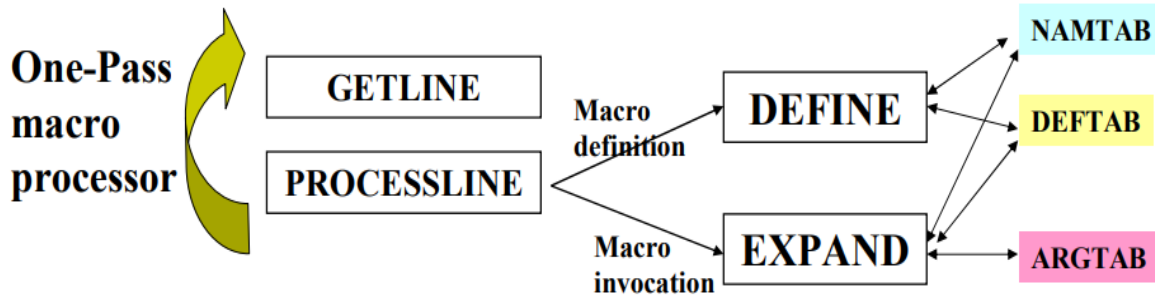 One-Pass
macro
processor
GETLINE
PROCESSLINE
Macro
definition
Macro
invocation
DEFINE
EXPAND
NAMTAB
DEFTAB
ARGTAB